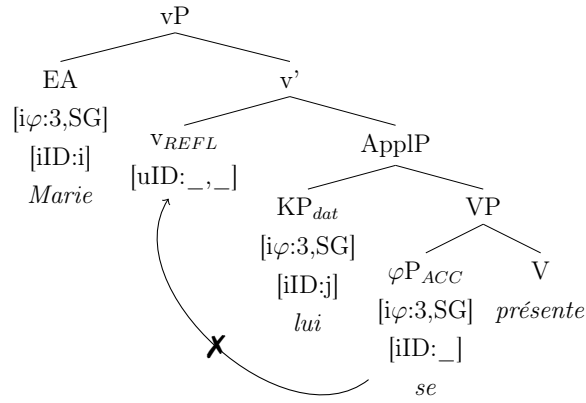 vP
EA v'
[iφ:3,SG]
[iID:i]
Marie
v_REFL ApplP
[uID:_,_]
KP_dat VP
[iφ:3,SG]
[iID:j]
lui
φP_ACC V
[iφ:3,SG] présente
[iID:_]
se
✗